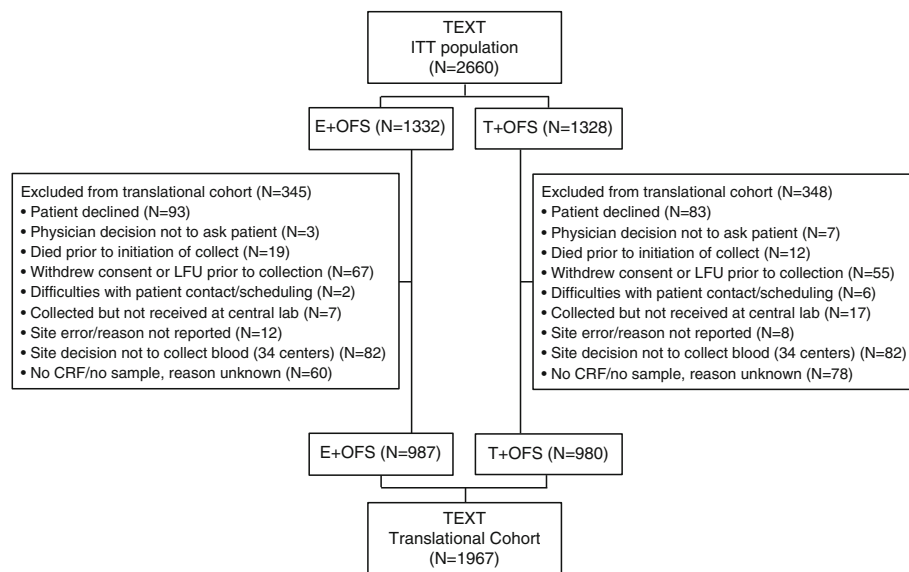 TEXT
ITT population
(N=2660)
E+OFS (N=1332)
T+OFS (N=1328)
Excluded from translational cohort (N=345)
• Patient declined (N=93)
• Physician decision not to ask patient (N=3)
• Died prior to initiation of collect (N=19)
• Withdrew consent or LFU prior to collection (N=67)
• Difficulties with patient contact/scheduling (N=2)
• Collected but not received at central lab (N=7)
• Site error/reason not reported (N=12)
• Site decision not to collect blood (34 centers) (N=82)
• No CRF/no sample, reason unknown (N=60)
Excluded from translational cohort (N=348)
• Patient declined (N=83)
• Physician decision not to ask patient (N=7)
• Died prior to initiation of collect (N=12)
• Withdrew consent or LFU prior to collection (N=55)
• Difficulties with patient contact/scheduling (N=6)
• Collected but not received at central lab (N=17)
• Site error/reason not reported (N=8)
• Site decision not to collect blood (34 centers) (N=82)
• No CRF/no sample, reason unknown (N=78)
E+OFS (N=987)
T+OFS (N=980)
TEXT
Translational Cohort
(N=1967)